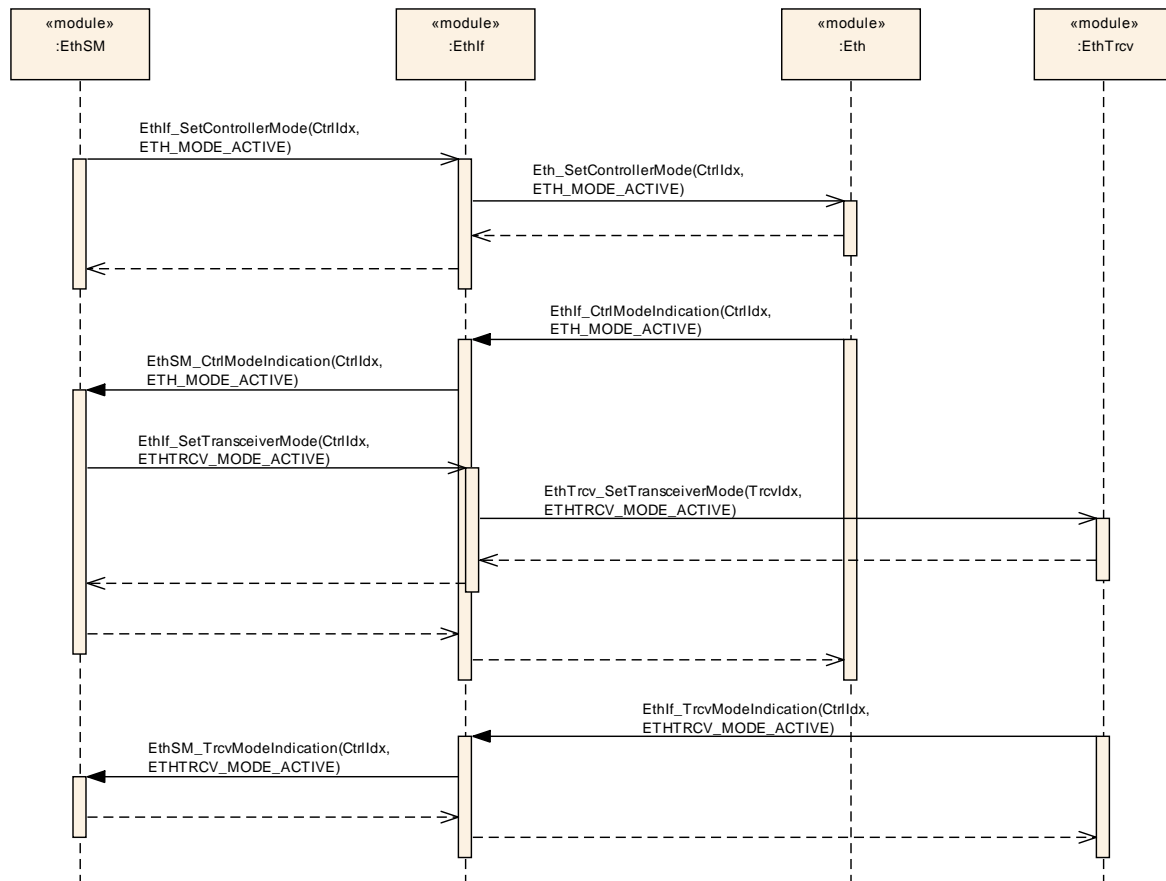 «module»
:EthSM
«module»
:EthIf
«module»
:Eth
«module»
:EthTrcv
EthIf_SetControllerMode(CtrlIdx,
ETH_MODE_ACTIVE)
Eth_SetControllerMode(CtrlIdx,
ETH_MODE_ACTIVE)
EthIf_CtrlModeIndication(CtrlIdx,
ETH_MODE_ACTIVE)
EthSM_CtrlModeIndication(CtrlIdx,
ETH_MODE_ACTIVE)
EthIf_SetTransceiverMode(CtrlIdx,
ETHTRCV_MODE_ACTIVE)
EthTrcv_SetTransceiverMode(TrcvIdx,
ETHTRCV_MODE_ACTIVE)
EthIf_TrcvModeIndication(CtrlIdx,
ETHTRCV_MODE_ACTIVE)
EthSM_TrcvModeIndication(CtrlIdx,
ETHTRCV_MODE_ACTIVE)